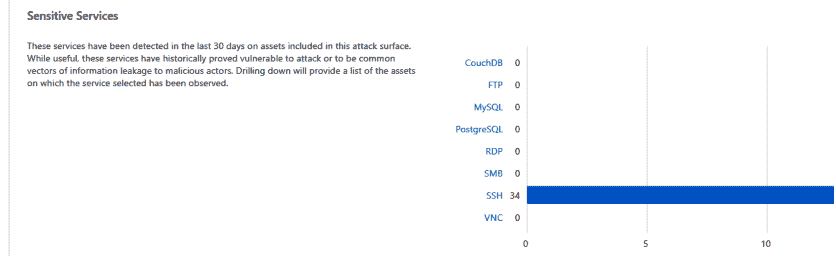 Sensitive Services
These services have been detected in the last 30 days on assets included in this attack surface.
While useful, these services have historically proved vulnerable to attack or to be common
vectors of information leakage to malicious actors. Drilling down will provide a list of the assets
on which the service selected has been observed.
CouchDB 0
FTP 0
MySQL 0
PostgreSQL 0
RDP 0
SMB 0
SSH 34
VNC 0
0 5 10